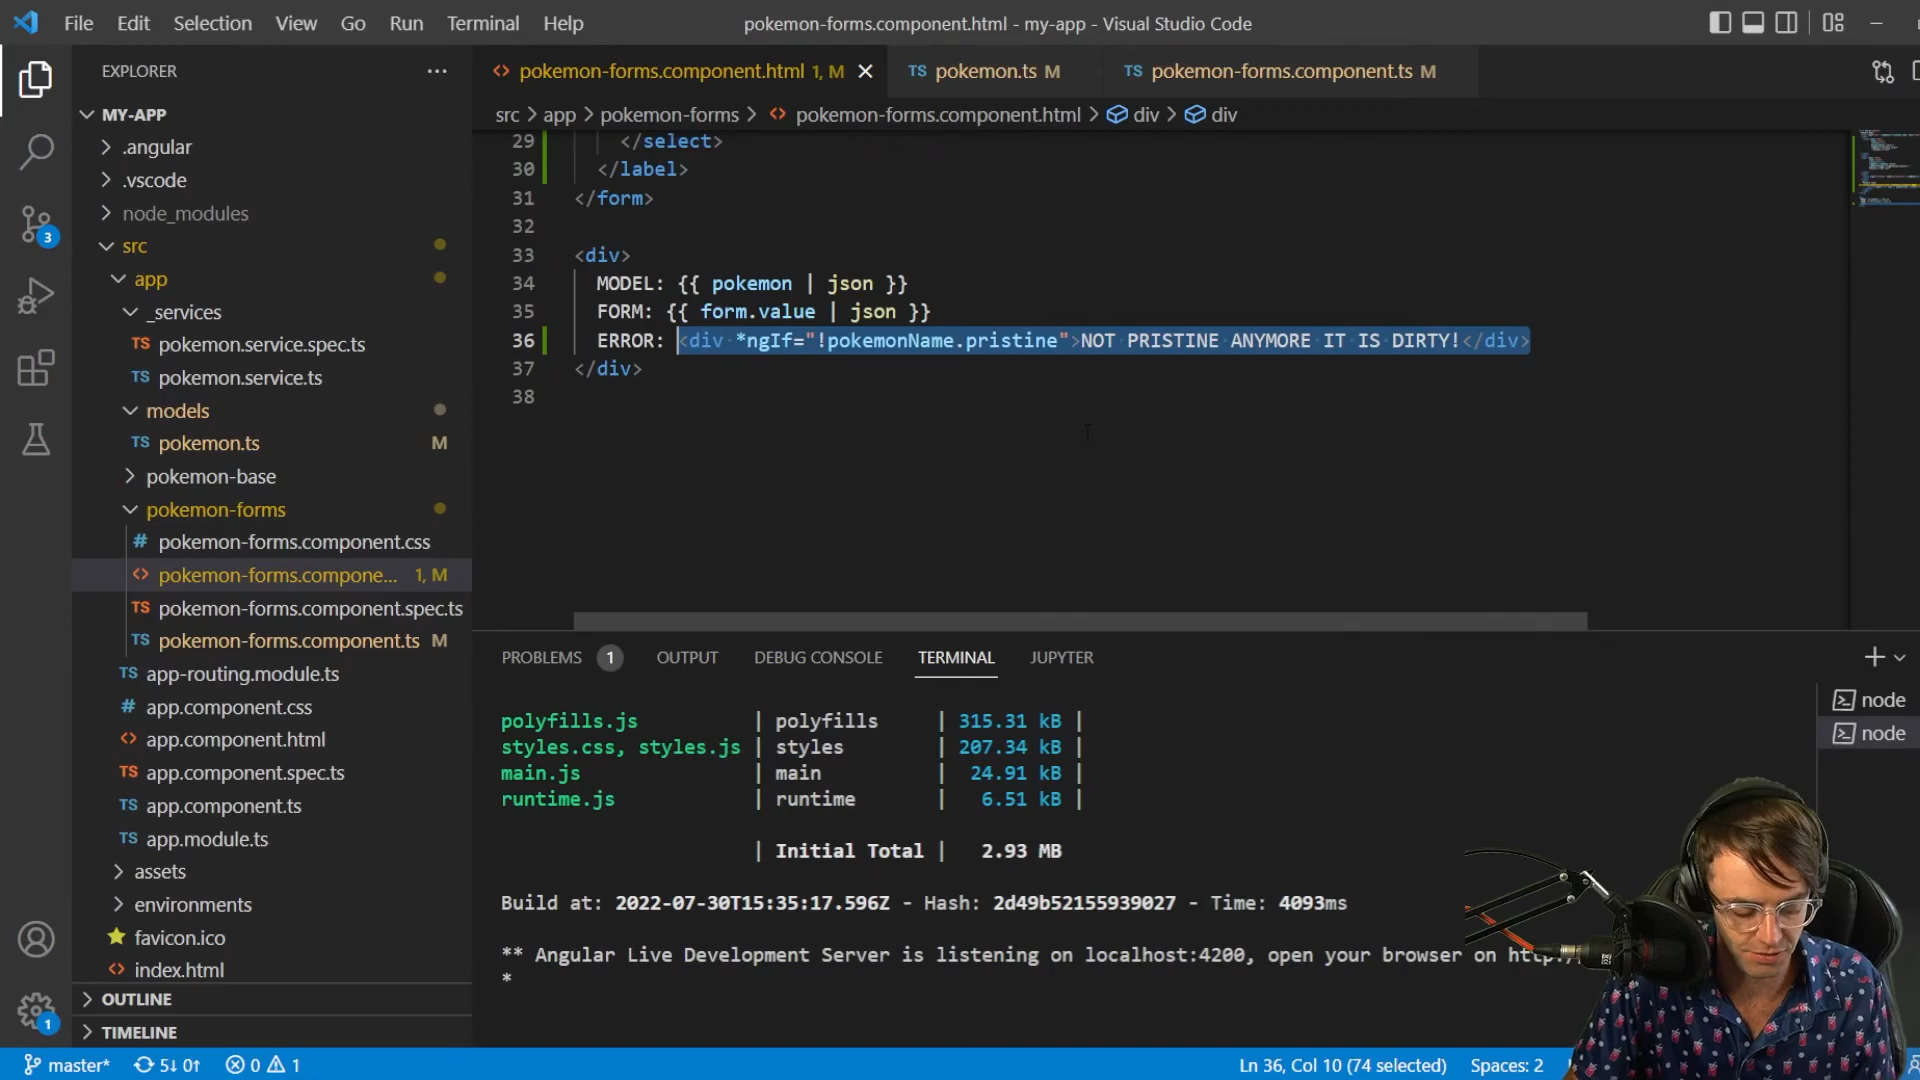 File Edit Selection View Go Run Terminal Help
pokemon-forms.component.html - my-app - Visual Studio Code
EXPLORER
pokemon-forms.component.html 1, M
TS pokemon.ts M
TS pokemon-forms.component.ts M
src > app > pokemon-forms > pokemon-forms.component.html > div > div
MY-APP
.angular
.vscode
node_modules
src
app
_services
TS pokemon.service.spec.ts
TS pokemon.service.ts
models
TS pokemon.ts M
pokemon-base
pokemon-forms
# pokemon-forms.component.css
pokemon-forms.compone... 1, M
TS pokemon-forms.component.spec.ts
TS pokemon-forms.component.ts M
TS app-routing.module.ts
# app.component.css
app.component.html
TS app.component.spec.ts
TS app.component.ts
TS app.module.ts
assets
environments
favicon.ico
index.html
OUTLINE
TIMELINE
3
1
29 </select>
30 </label>
31 </form>
32
33 <div>
34 MODEL: {{ pokemon | json }}
35 FORM: {{ form.value | json }}
36 ERROR: <div *ngIf="!pokemonName.pristine">NOT PRISTINE ANYMORE IT IS DIRTY!</div>
37 </div>
38
PROBLEMS 1 OUTPUT DEBUG CONSOLE TERMINAL JUPYTER
node
node
polyfills.js | polyfills | 315.31 kB |
styles.css, styles.js | styles | 207.34 kB |
main.js | main | 24.91 kB |
runtime.js | runtime | 6.51 kB |
| Initial Total | 2.93 MB
Build at: 2022-07-30T15:35:17.596Z - Hash: 2d49b52155939027 - Time: 4093ms
** Angular Live Development Server is listening on localhost:4200, open your browser on
*
master* 5↓ 0↑ 0 1
Ln 36, Col 10 (74 selected) Spaces: 2